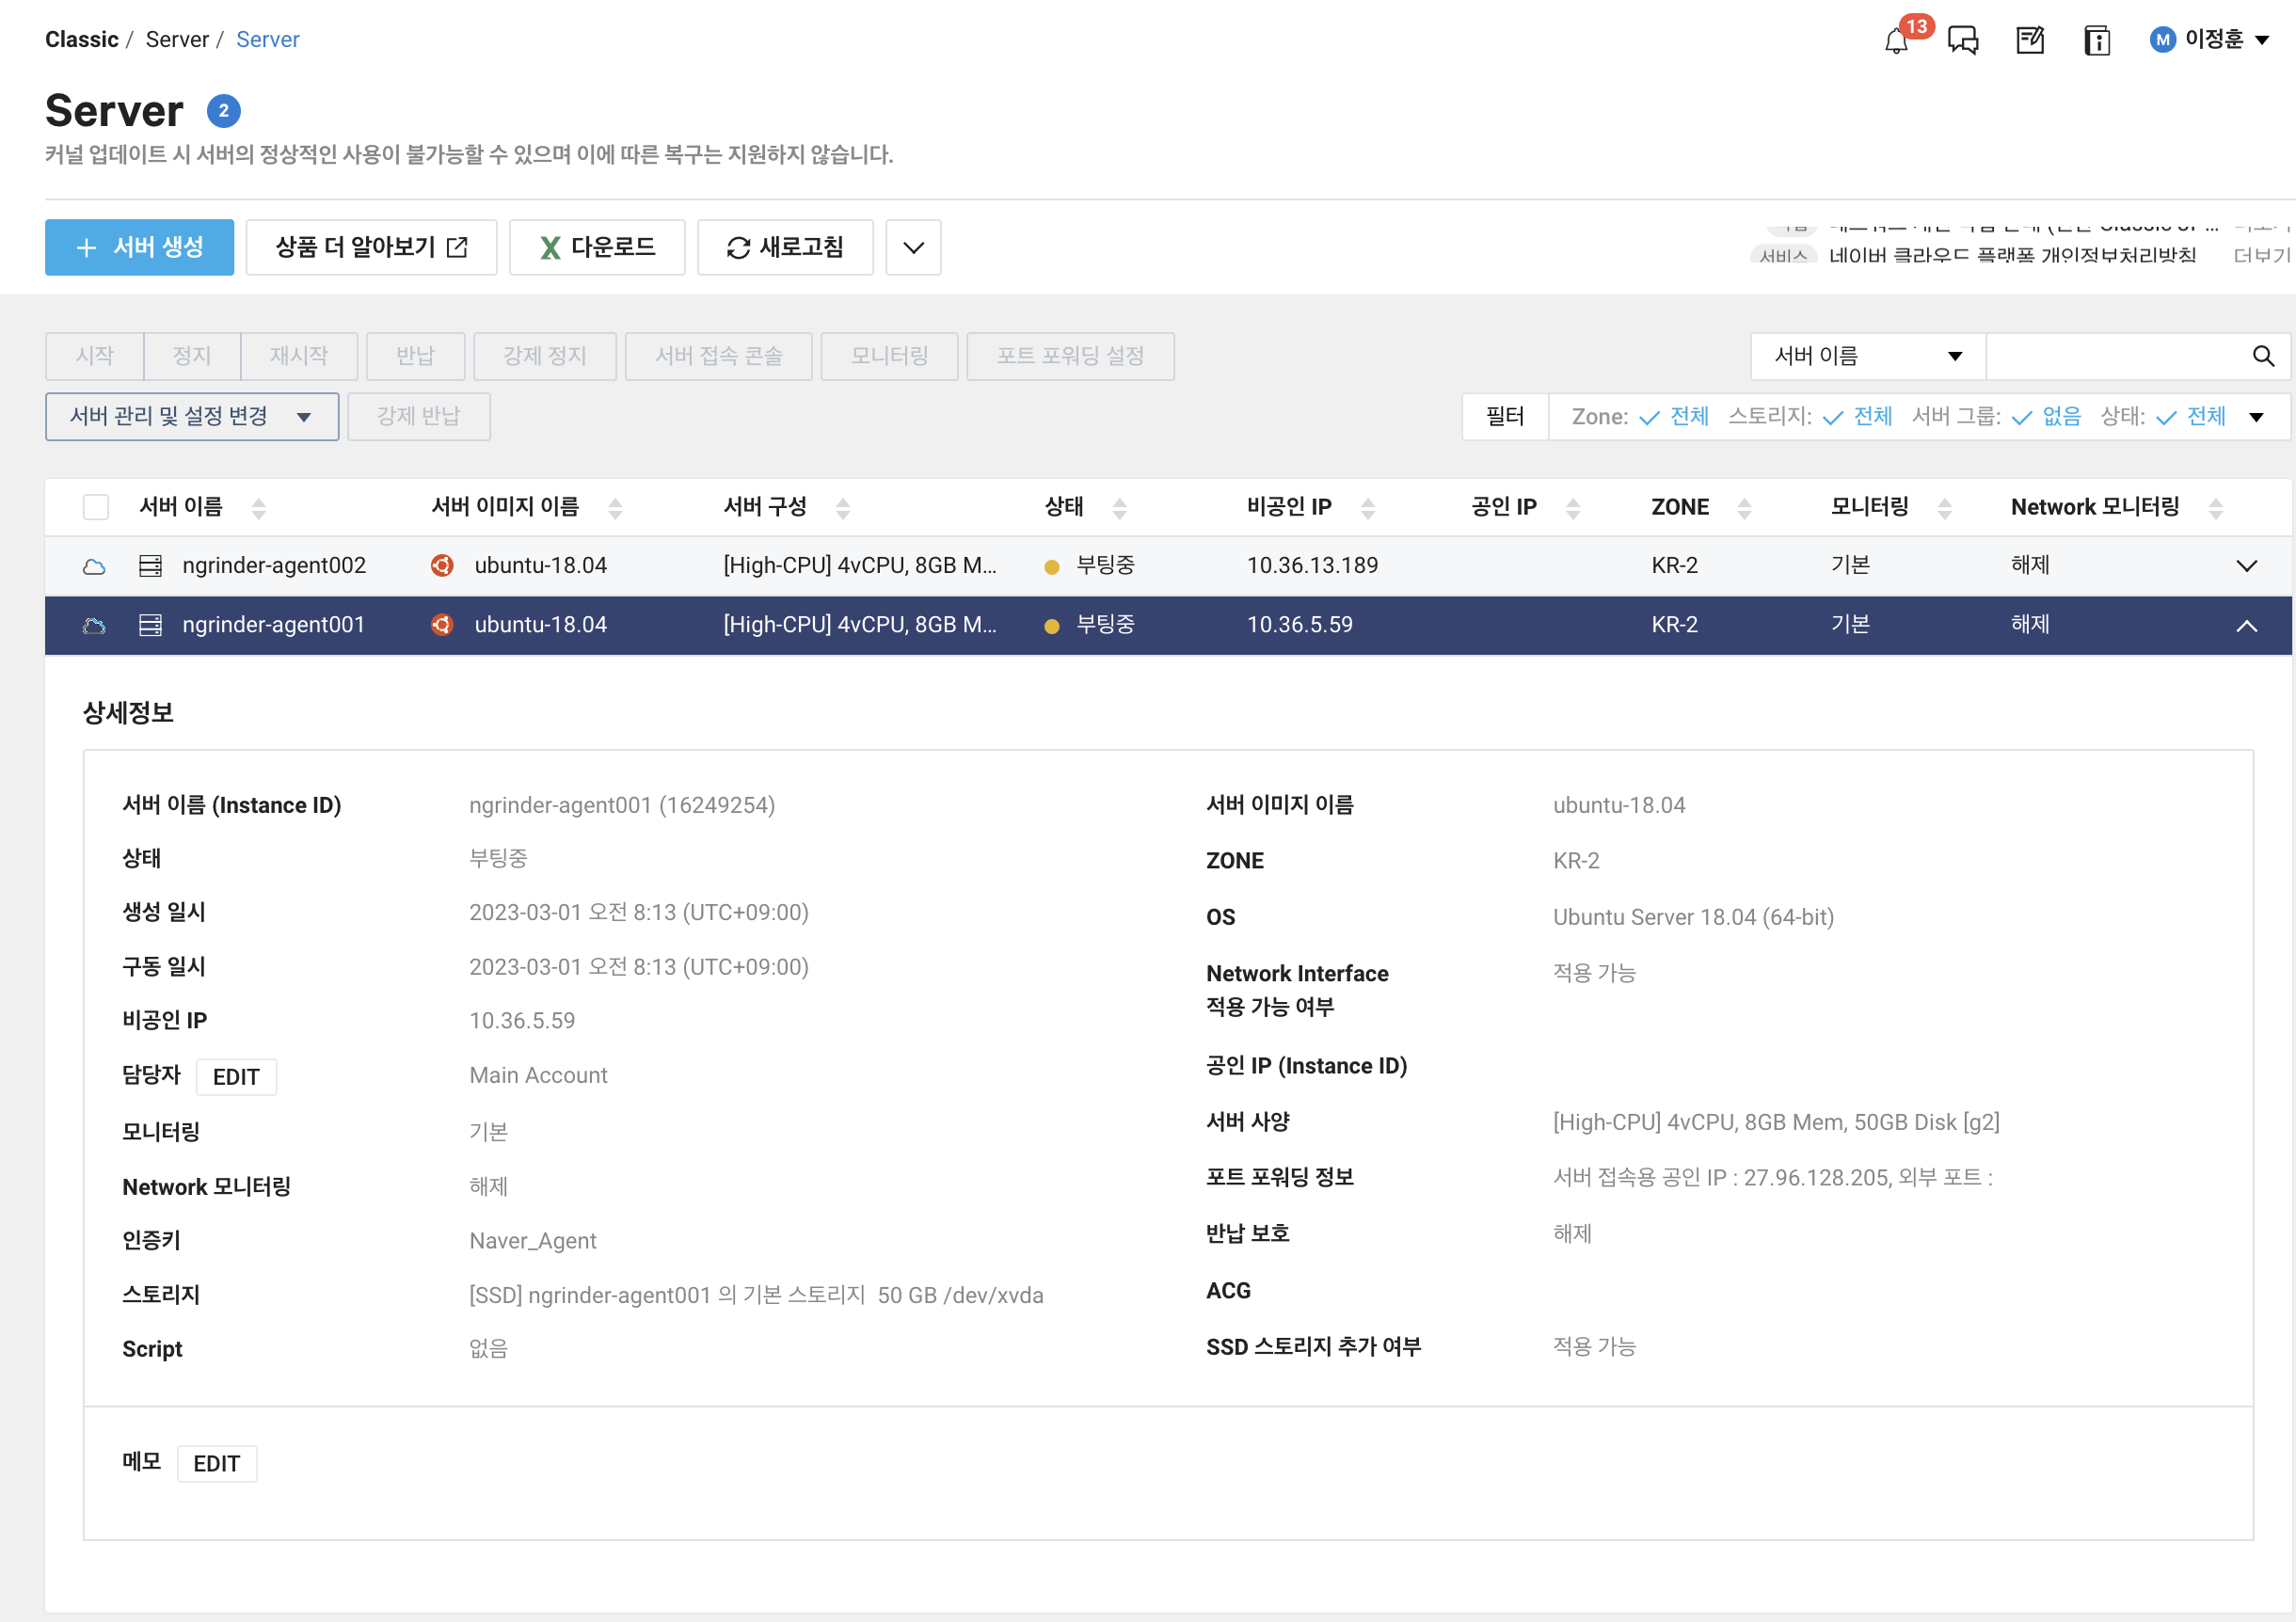 Classic / Server / Server
13
M 이정훈
Server 2
커널 업데이트 시 서버의 정상적인 사용이 불가능할 수 있으며 이에 따른 복구는 지원하지 않습니다.
+ 서버 생성
상품 더 알아보기
다운로드
새로고침
서비스 네이버 클라우드 플랫폼 개인정보처리방침 더보기
시작 정지 재시작 반납 강제 정지 서버 접속 콘솔 모니터링 포트 포워딩 설정
서버 이름
서버 관리 및 설정 변경 강제 반납
필터 Zone: 전체 스토리지: 전체 서버 그룹: 없음 상태: 전체
서버 이름 서버 이미지 이름 서버 구성 상태 비공인 IP 공인 IP ZONE 모니터링 Network 모니터링
ngrinder-agent002 ubuntu-18.04 [High-CPU] 4vCPU, 8GB M... 부팅중 10.36.13.189 KR-2 기본 해제
ngrinder-agent001 ubuntu-18.04 [High-CPU] 4vCPU, 8GB M... 부팅중 10.36.5.59 KR-2 기본 해제
상세정보
서버 이름 (Instance ID) ngrinder-agent001 (16249254)
상태 부팅중
생성 일시 2023-03-01 오전 8:13 (UTC+09:00)
구동 일시 2023-03-01 오전 8:13 (UTC+09:00)
비공인 IP 10.36.5.59
담당자 EDIT Main Account
모니터링 기본
Network 모니터링 해제
인증키 Naver_Agent
스토리지 [SSD] ngrinder-agent001 의 기본 스토리지 50 GB /dev/xvda
Script 없음
서버 이미지 이름 ubuntu-18.04
ZONE KR-2
OS Ubuntu Server 18.04 (64-bit)
Network Interface 적용 가능
적용 가능 여부
공인 IP (Instance ID)
서버 사양 [High-CPU] 4vCPU, 8GB Mem, 50GB Disk [g2]
포트 포워딩 정보 서버 접속용 공인 IP : 27.96.128.205, 외부 포트 :
반납 보호 해제
ACG
SSD 스토리지 추가 여부 적용 가능
메모 EDIT